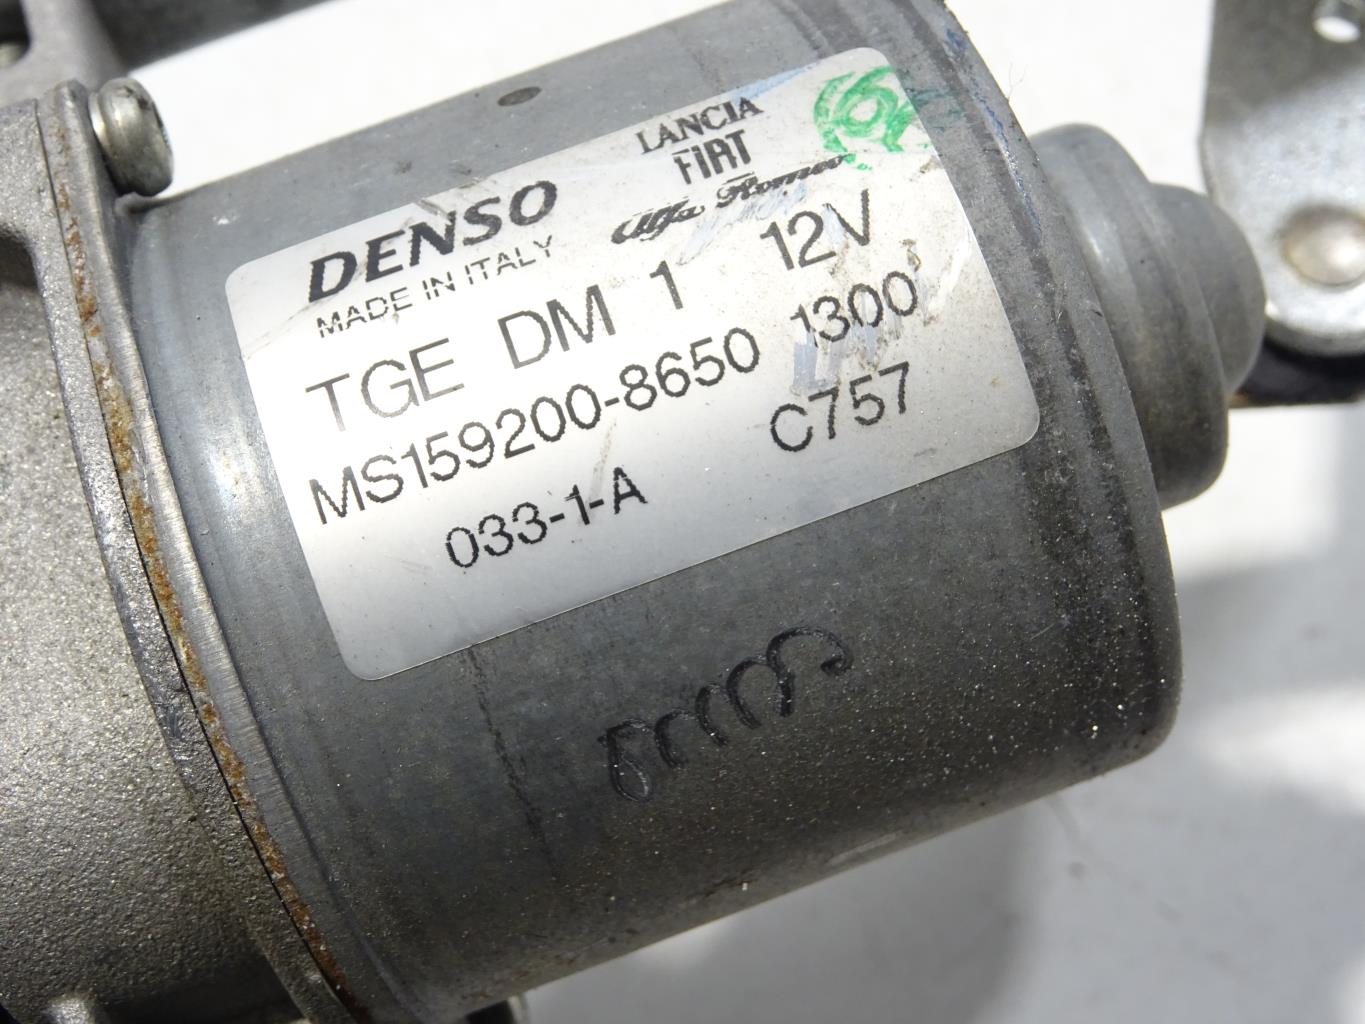 DENSO
MADE IN ITALY
LANCIA
FIAT
Alfa Romeo
TGE DM 1 12V
MS159200-8650 1300
033-1-A C757